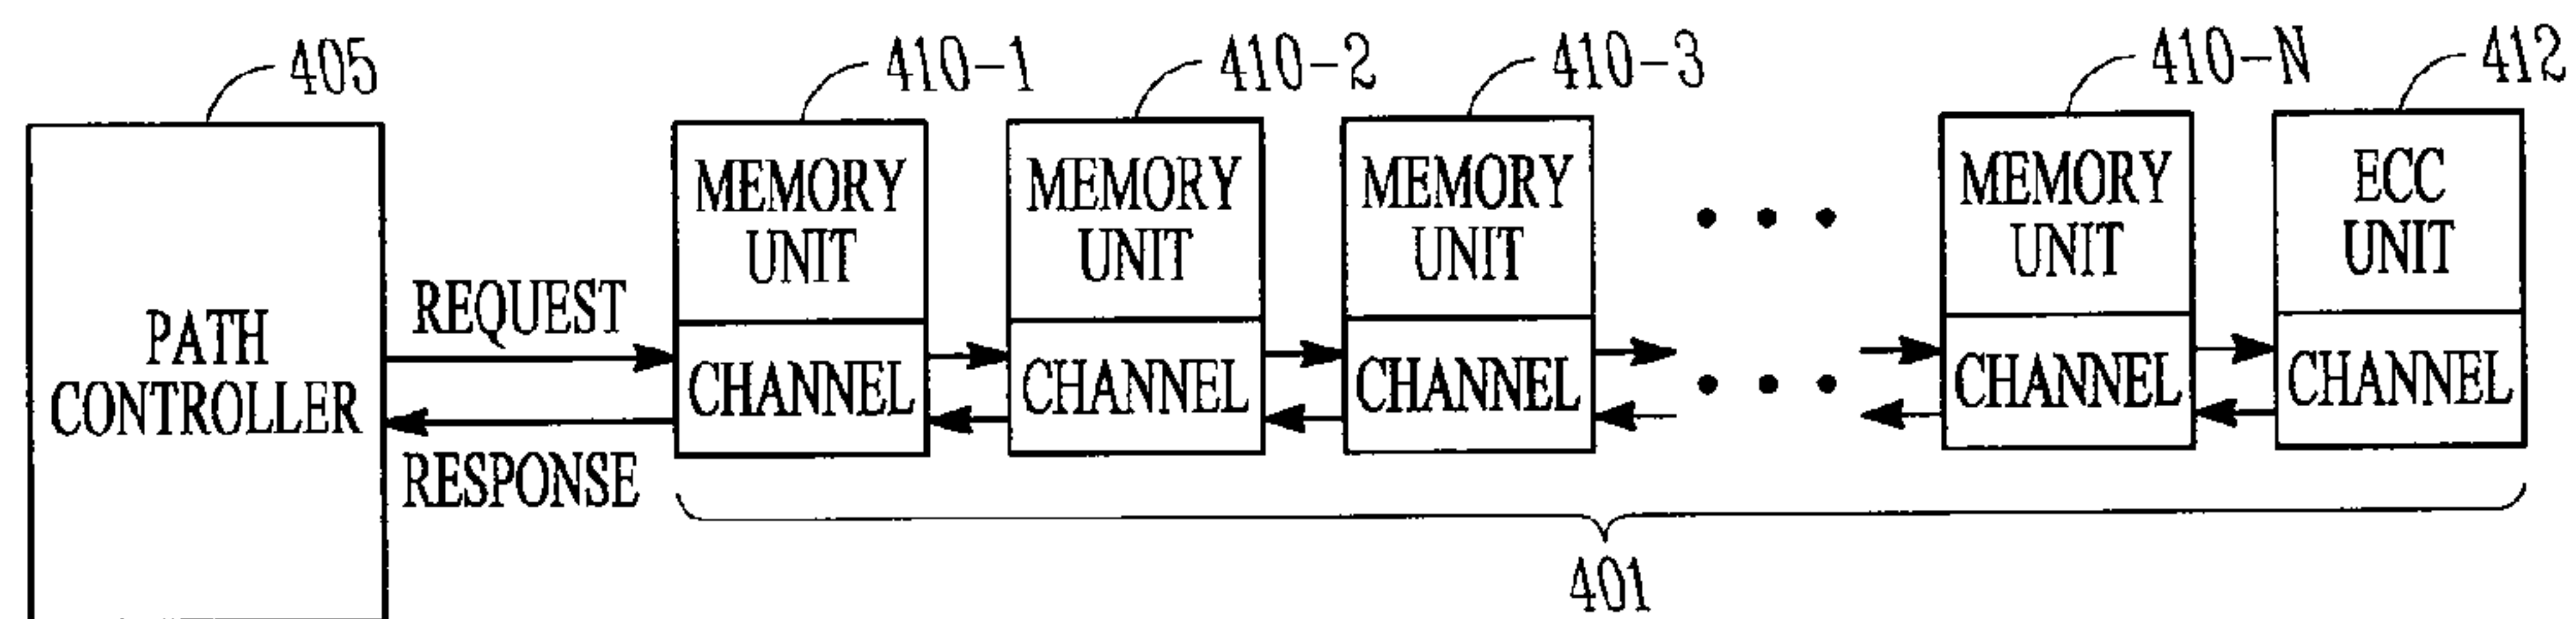 405
410-1
410-2
410-3
410-N
412
PATH
CONTROLLER
REQUEST
RESPONSE
MEMORY
UNIT
CHANNEL
MEMORY
UNIT
CHANNEL
MEMORY
UNIT
CHANNEL
MEMORY
UNIT
CHANNEL
ECC
UNIT
CHANNEL
401